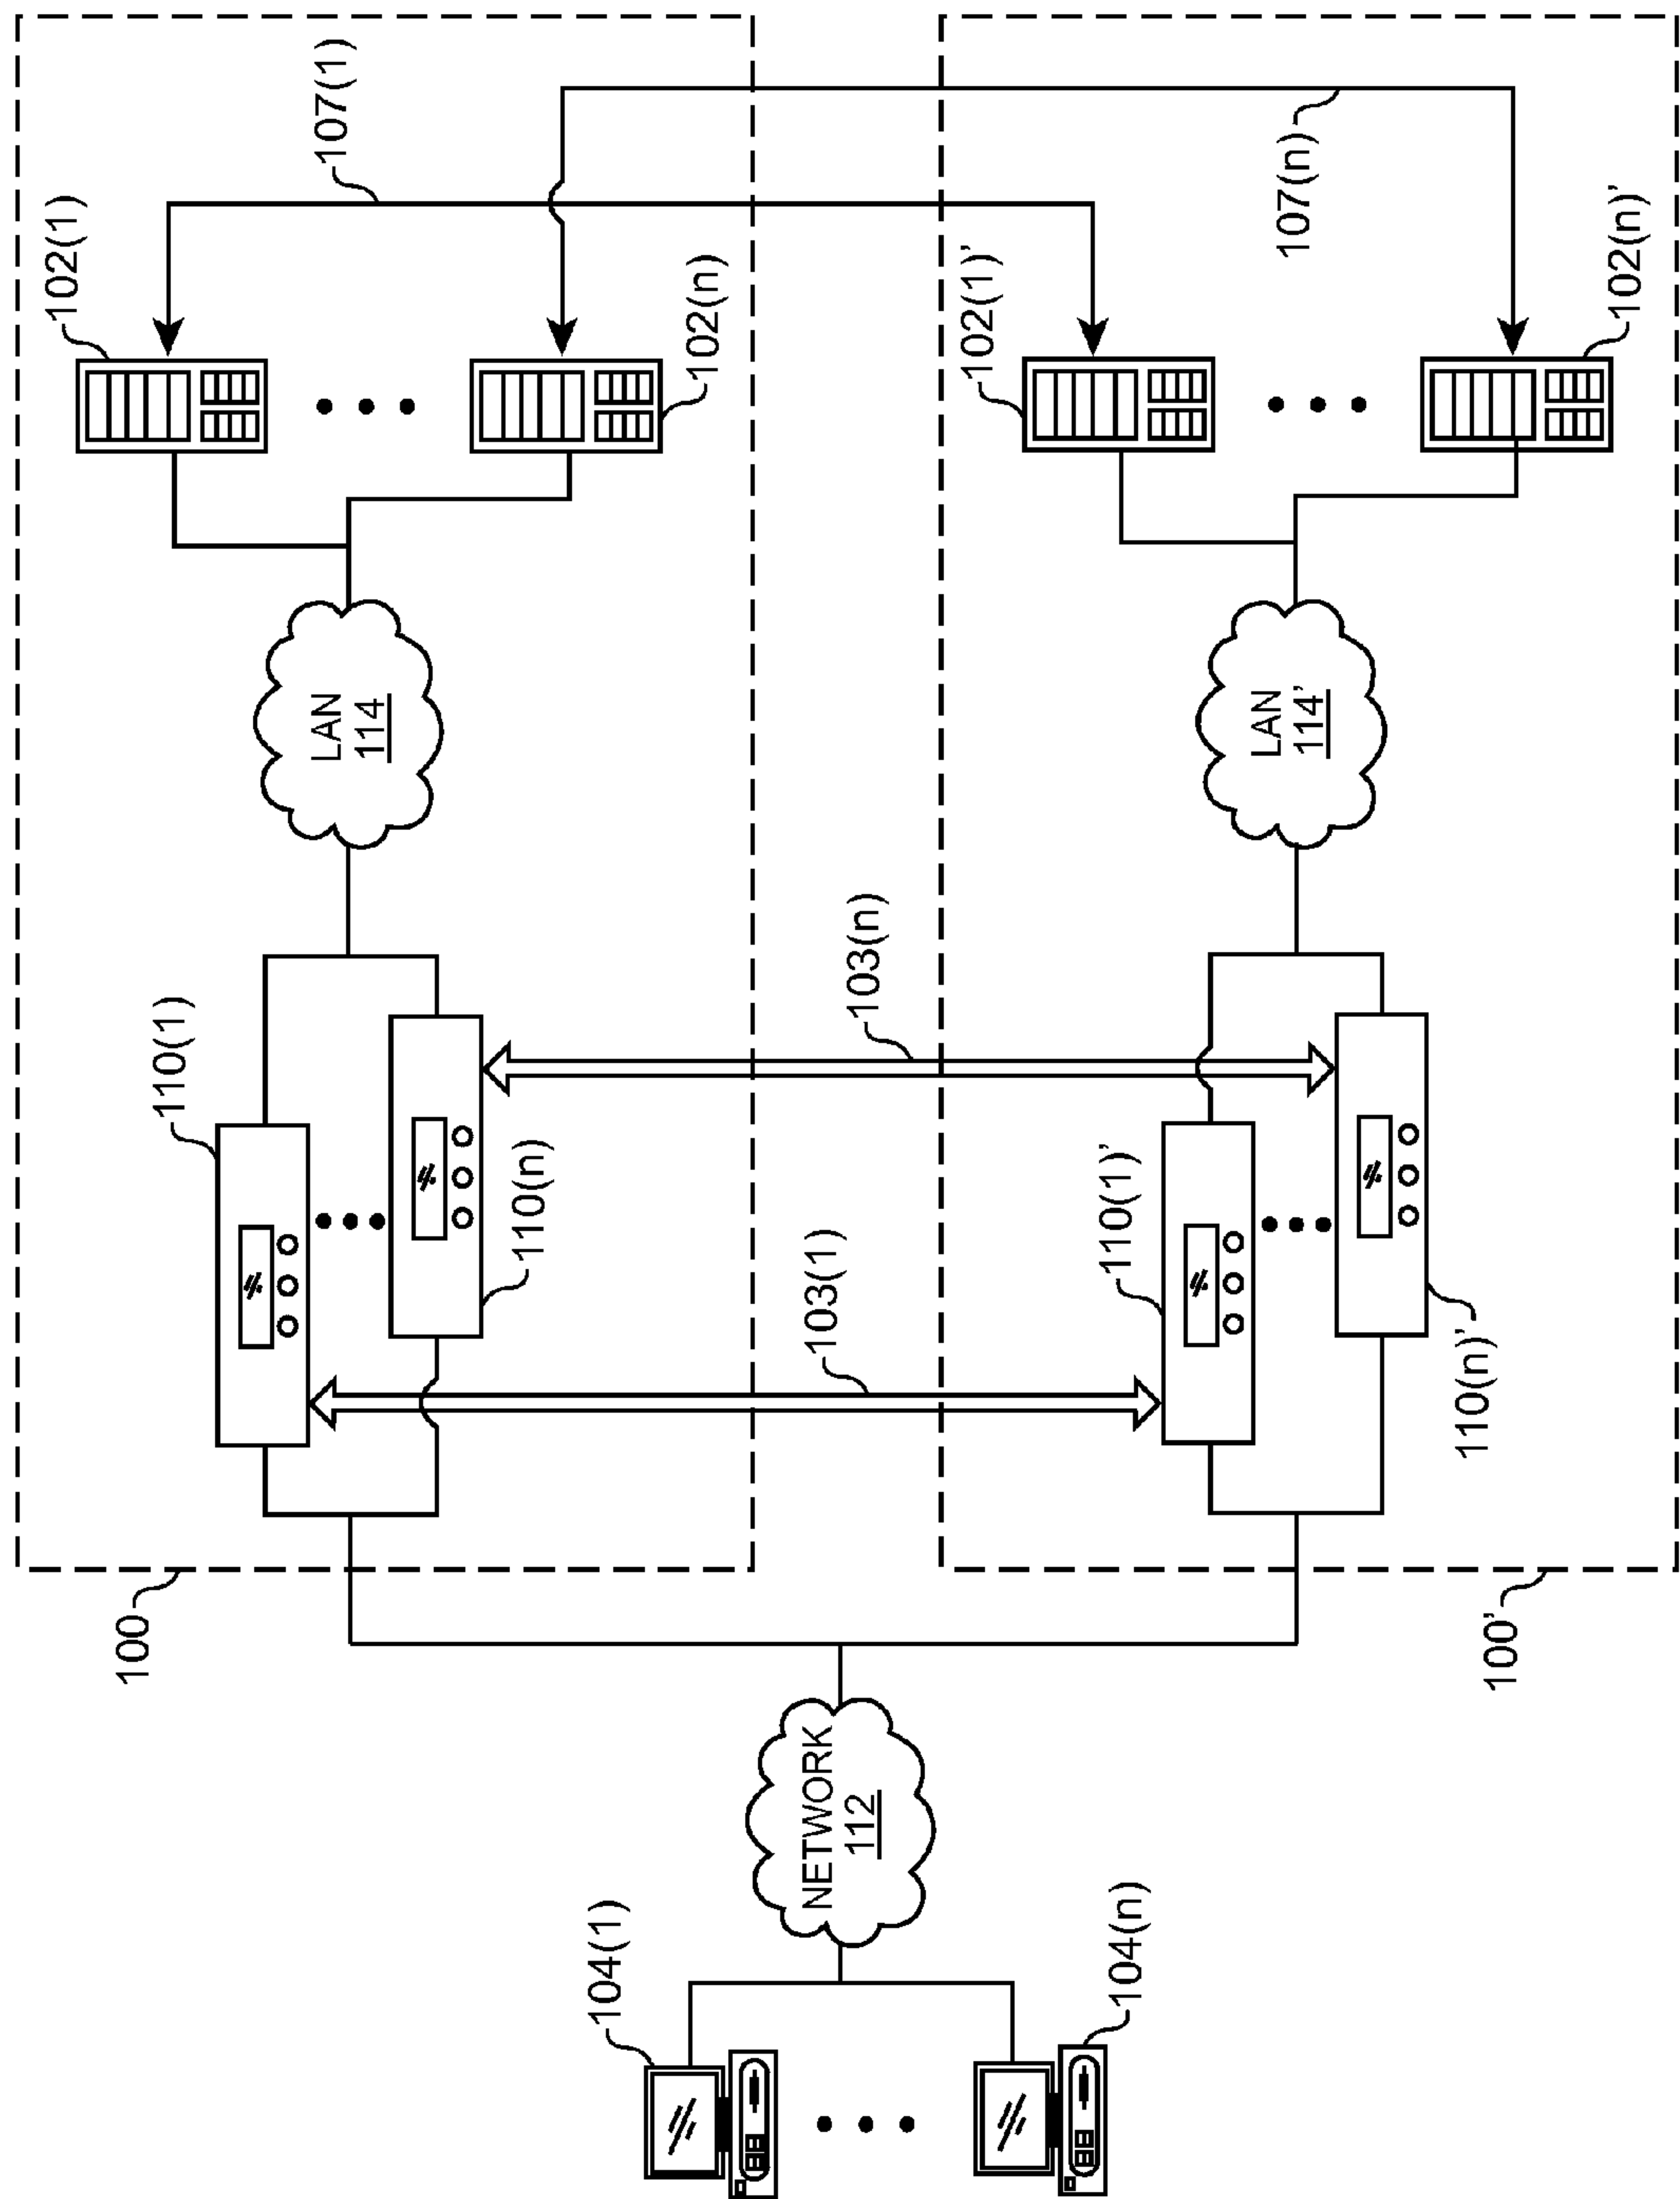 100
110(1)
102(1)
107(1)
LAN
114
110(n)
102(n)
104(1)
NETWORK
112
103(1)
103(n)
104(n)
110(1)’
102(1)’
107(n)
LAN
114’
100’
110(n)’
102(n)’